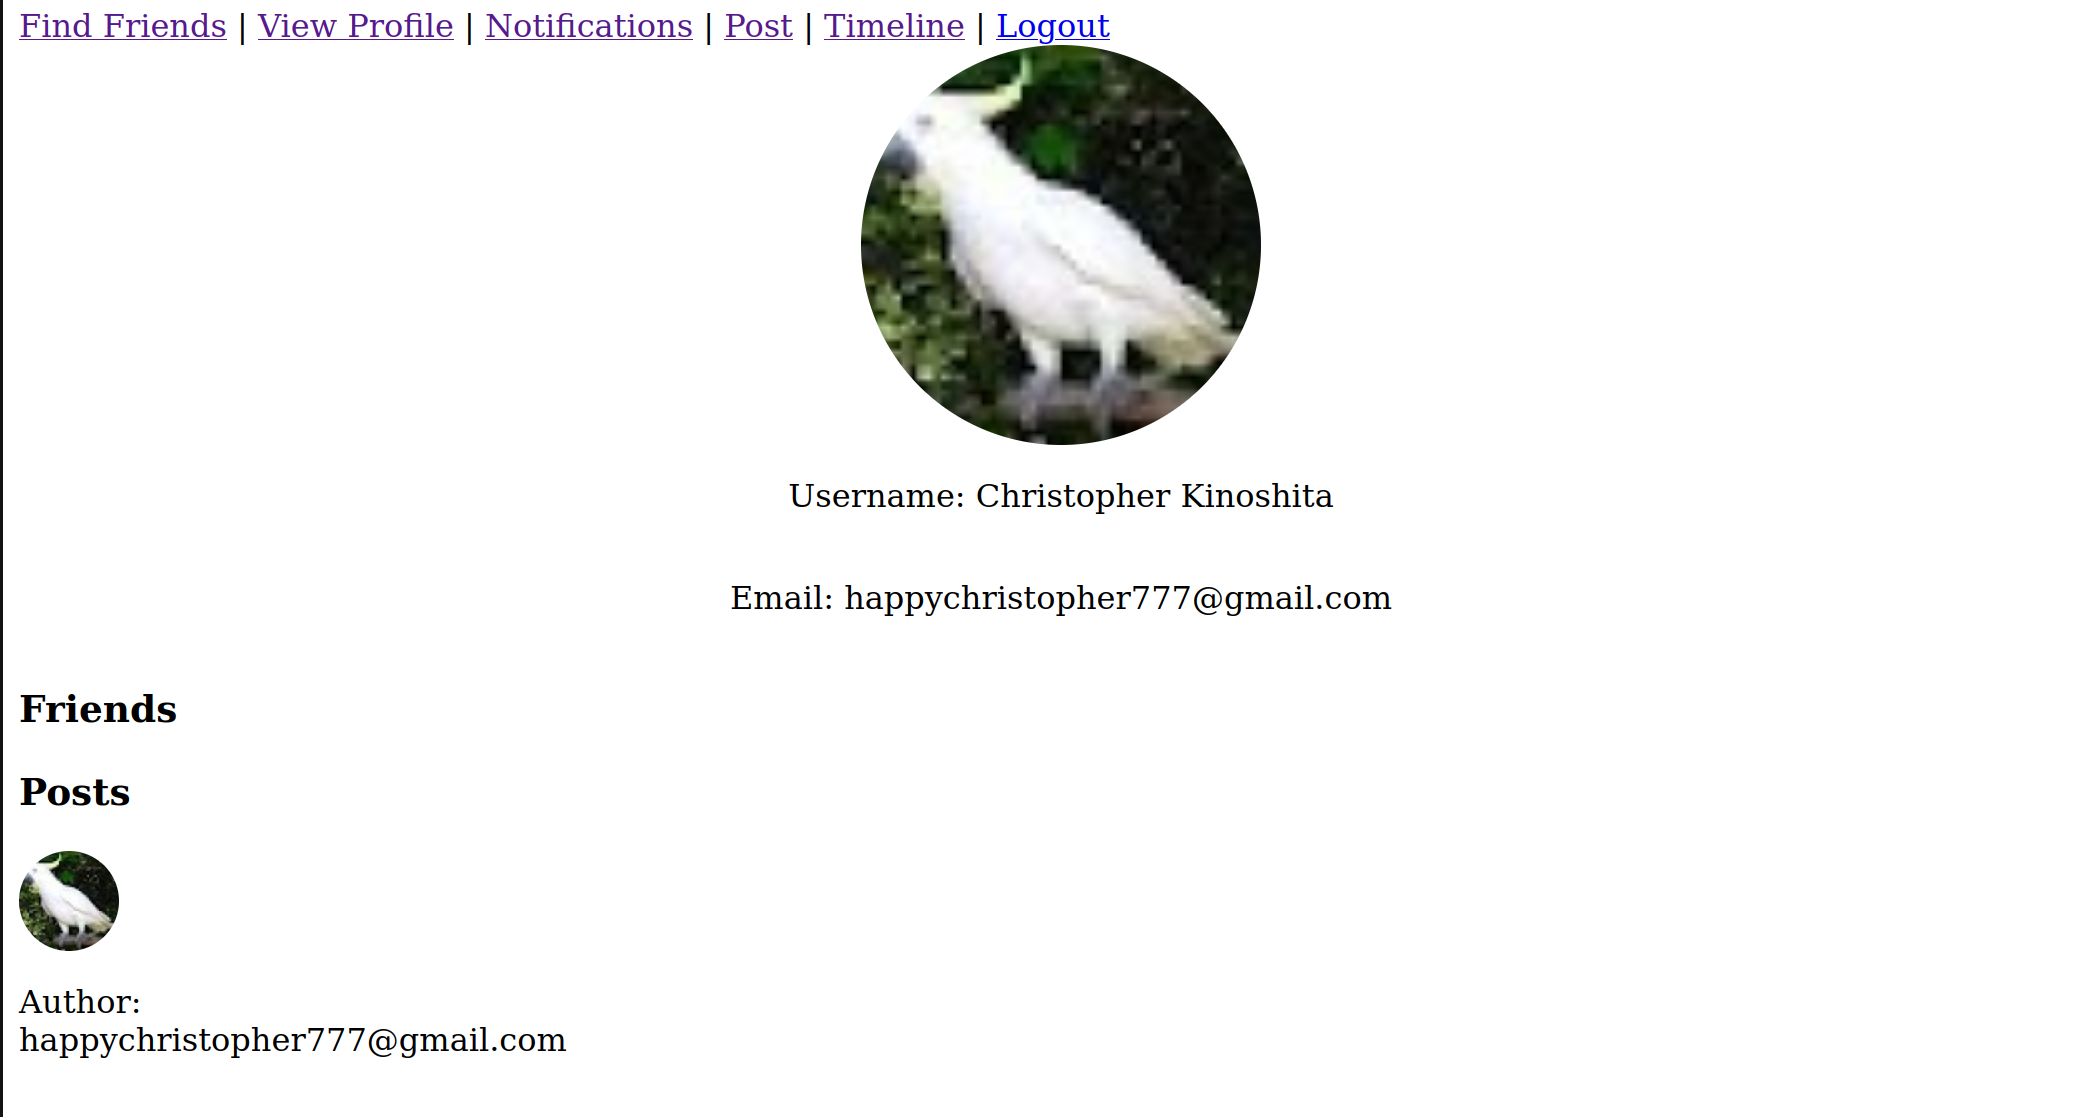 Find Friends | View Profile | Notifications | Post | Timeline | Logout
Username: Christopher Kinoshita
Email: happychristopher777@gmail.com
Friends
Posts
Author:
happychristopher777@gmail.com